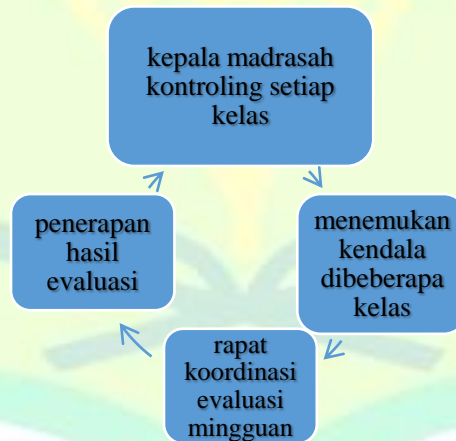 kepala madrasah
kontroling setiap
kelas
menemukan
kendala
dibeberapa
kelas
rapat
koordinasi
evaluasi
mingguan
penerapan
hasil
evaluasi